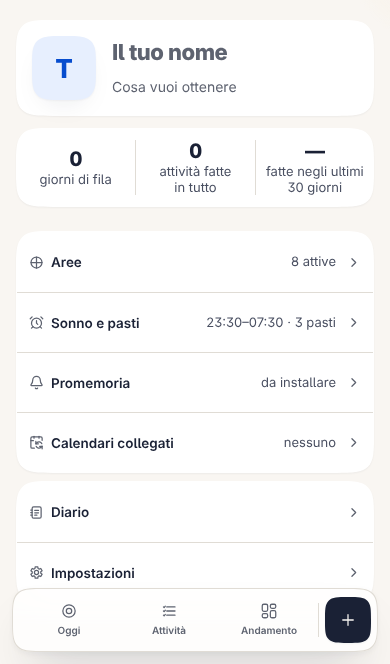 T
Il tuo nome
Cosa vuoi ottenere
0
giorni di fila
0
attività fatte
in tutto
—
fatte negli ultimi
30 giorni
Aree
8 attive
Sonno e pasti
23:30–07:30 · 3 pasti
Promemoria
da installare
Calendari collegati
nessuno
Diario
Impostazioni
Oggi
Attività
Andamento
+